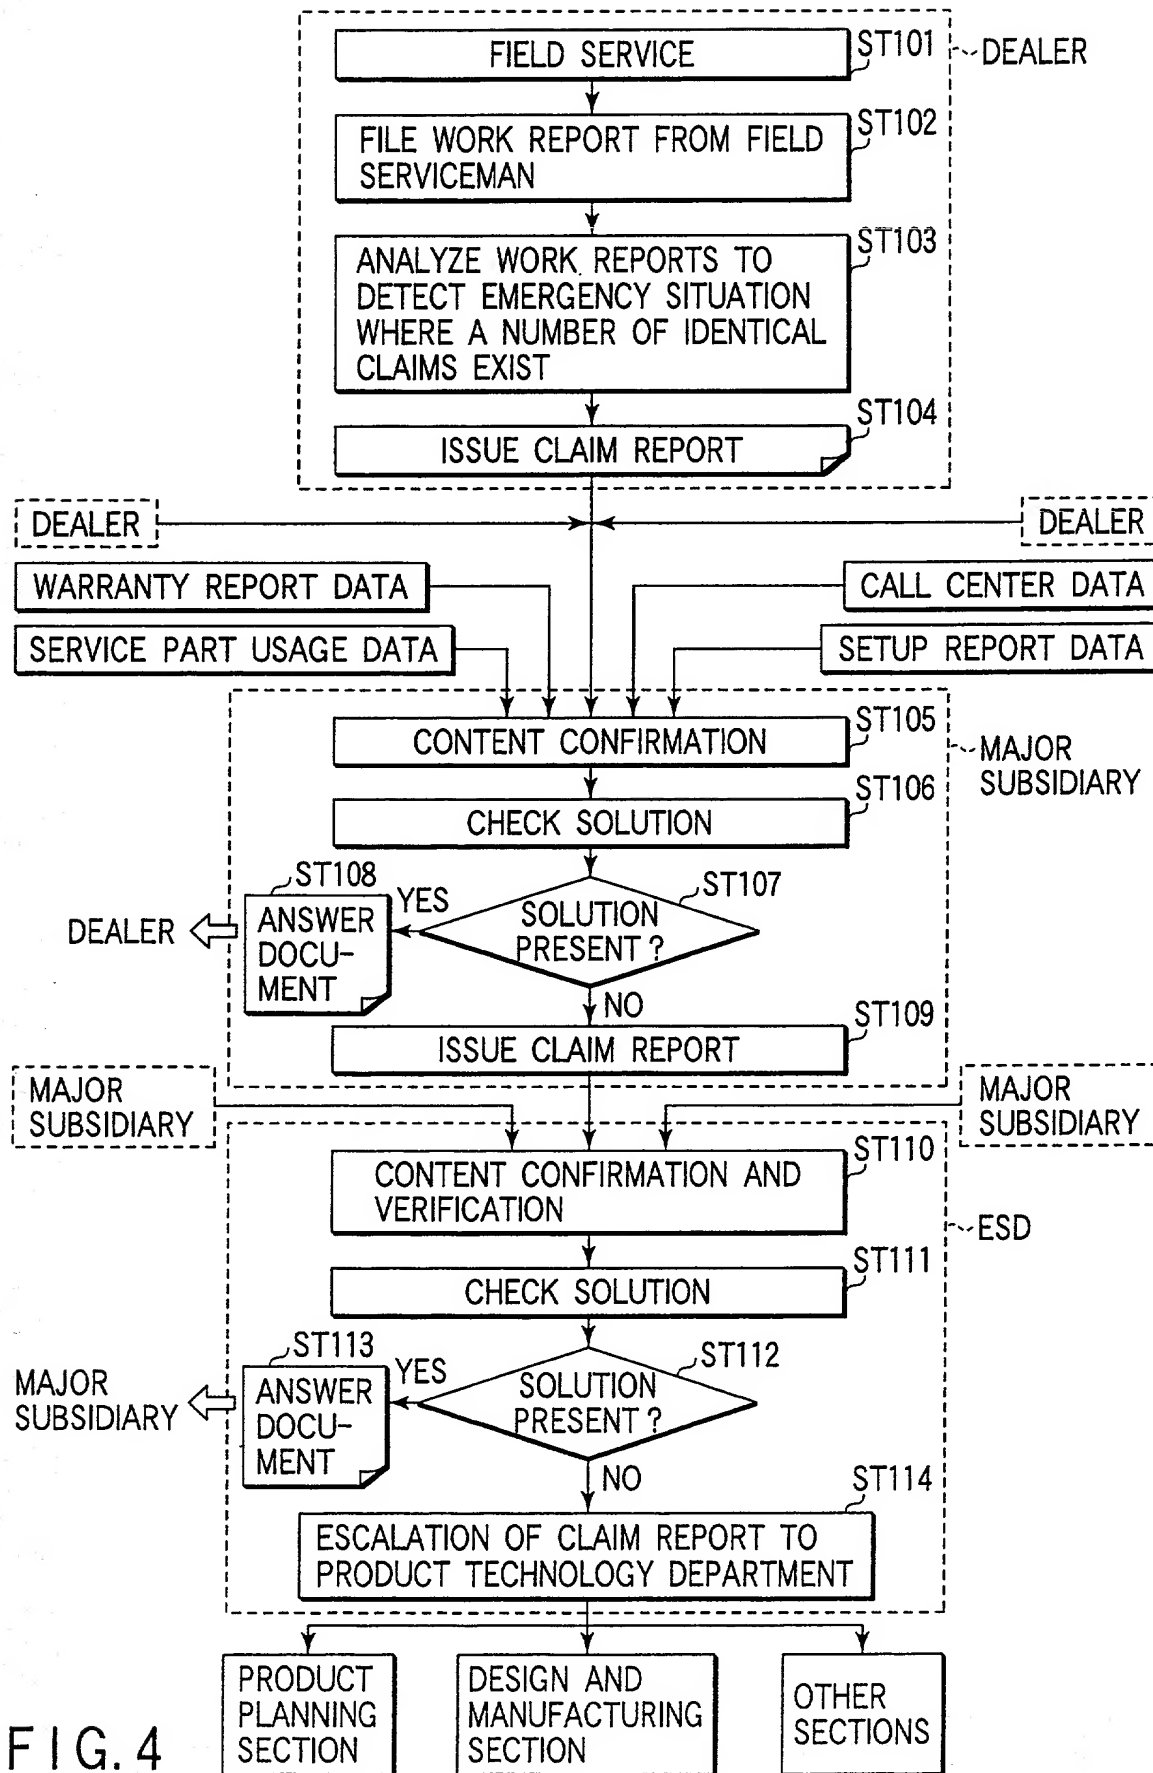 FIELD SERVICE
ST101
DEALER
FILE WORK REPORT FROM FIELD
SERVICEMAN
ST102
ANALYZE WORK REPORTS TO
DETECT EMERGENCY SITUATION
WHERE A NUMBER OF IDENTICAL
CLAIMS EXIST
ST103
ISSUE CLAIM REPORT
ST104
DEALER
DEALER
WARRANTY REPORT DATA
CALL CENTER DATA
SERVICE PART USAGE DATA
SETUP REPORT DATA
CONTENT CONFIRMATION
ST105
MAJOR
SUBSIDIARY
CHECK SOLUTION
ST106
SOLUTION
PRESENT ?
ST107
YES
ST108
ANSWER
DOCU-
MENT
DEALER
NO
ISSUE CLAIM REPORT
ST109
MAJOR
SUBSIDIARY
MAJOR
SUBSIDIARY
CONTENT CONFIRMATION AND
VERIFICATION
ST110
ESD
CHECK SOLUTION
ST111
SOLUTION
PRESENT ?
ST112
YES
ST113
ANSWER
DOCU-
MENT
MAJOR
SUBSIDIARY
NO
ESCALATION OF CLAIM REPORT TO
PRODUCT TECHNOLOGY DEPARTMENT
ST114
PRODUCT
PLANNING
SECTION
DESIGN AND
MANUFACTURING
SECTION
OTHER
SECTIONS
FIG. 4